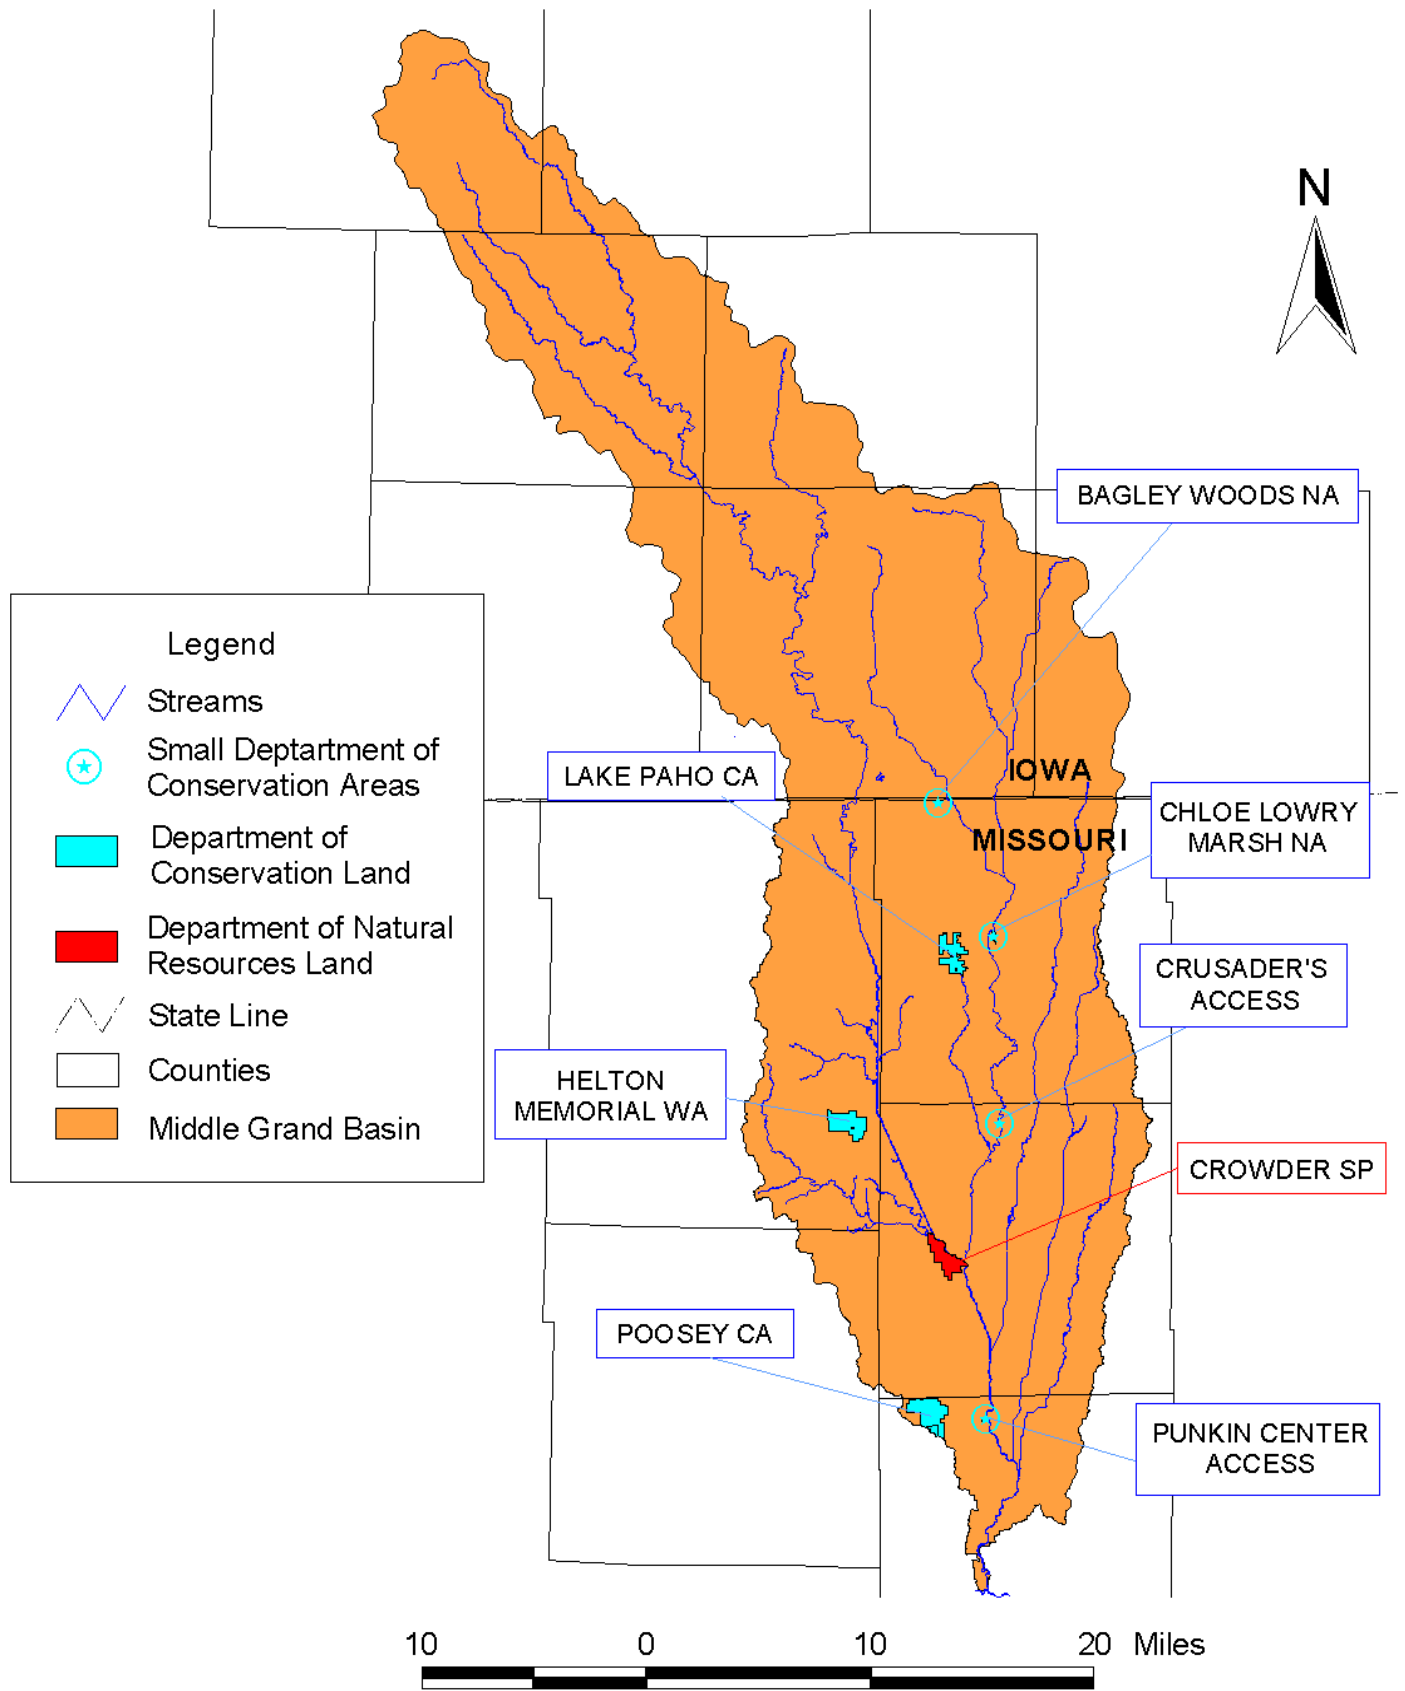 N
BAGLEY WOODS NA
Legend
Streams
Small Deptartment of
Conservation Areas
Department of
Conservation Land
Department of Natural
Resources Land
State Line
Counties
Middle Grand Basin
LAKE PAHO CA
IOWA
MISSOURI
CHLOE LOWRY
MARSH NA
CRUSADER'S
ACCESS
HELTON
MEMORIAL WA
CROWDER SP
POOSEY CA
PUNKIN CENTER
ACCESS
10 0 10 20 Miles